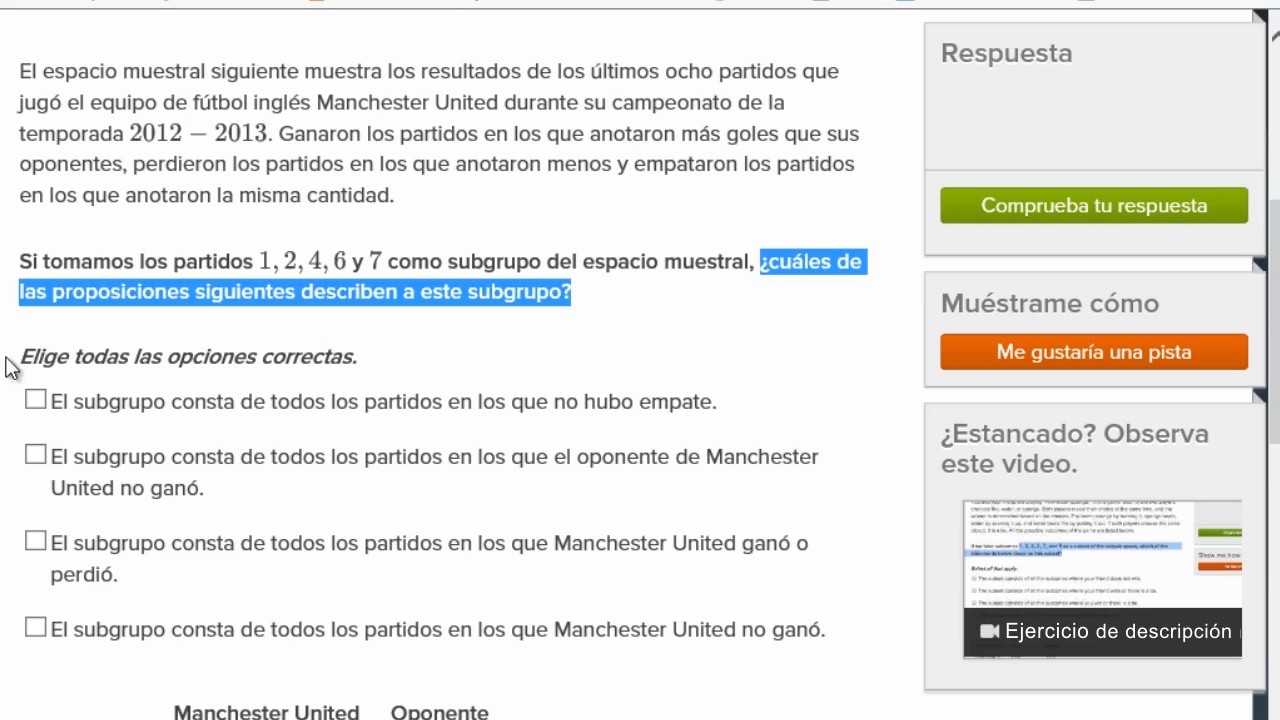 El espacio muestral siguiente muestra los resultados de los últimos ocho partidos que
jugó el equipo de fútbol inglés Manchester United durante su campeonato de la
temporada 2012 − 2013. Ganaron los partidos en los que anotaron más goles que sus
oponentes, perdieron los partidos en los que anotaron menos y empataron los partidos
en los que anotaron la misma cantidad.
Si tomamos los partidos 1, 2, 4, 6 y 7 como subgrupo del espacio muestral, ¿cuáles de
las proposiciones siguientes describen a este subgrupo?
Elige todas las opciones correctas.
El subgrupo consta de todos los partidos en los que no hubo empate.
El subgrupo consta de todos los partidos en los que el oponente de Manchester
United no ganó.
El subgrupo consta de todos los partidos en los que Manchester United ganó o
perdió.
El subgrupo consta de todos los partidos en los que Manchester United no ganó.
Manchester United Oponente
Respuesta
Comprueba tu respuesta
Muéstrame cómo
Me gustaría una pista
¿Estancado? Observa
este video.
Ejercicio de descripción